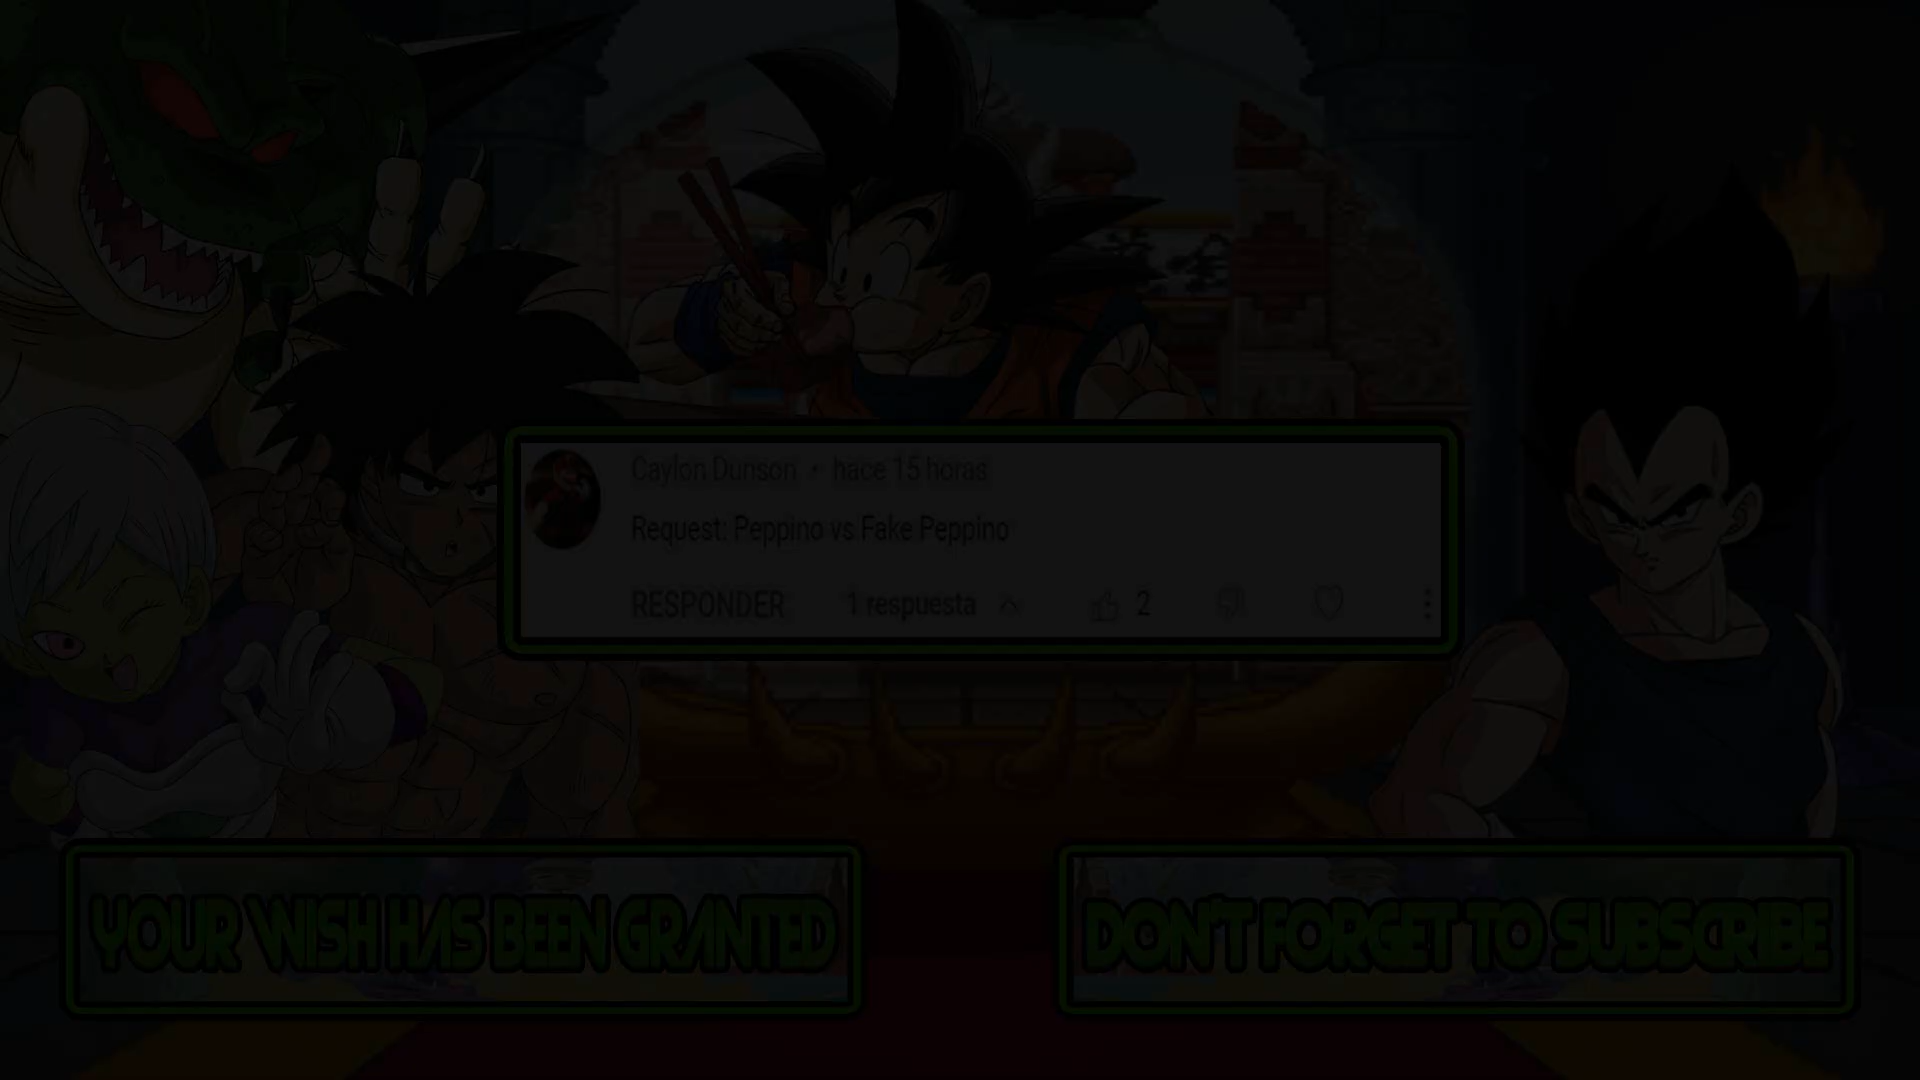 Caylon Dunson • hace 15 horas
Request: Peppino vs Fake Peppino
RESPONDER 1 respuesta 2
YOUR WISH HAS BEEN GRANTED
DON'T FORGET TO SUBSCRIBE